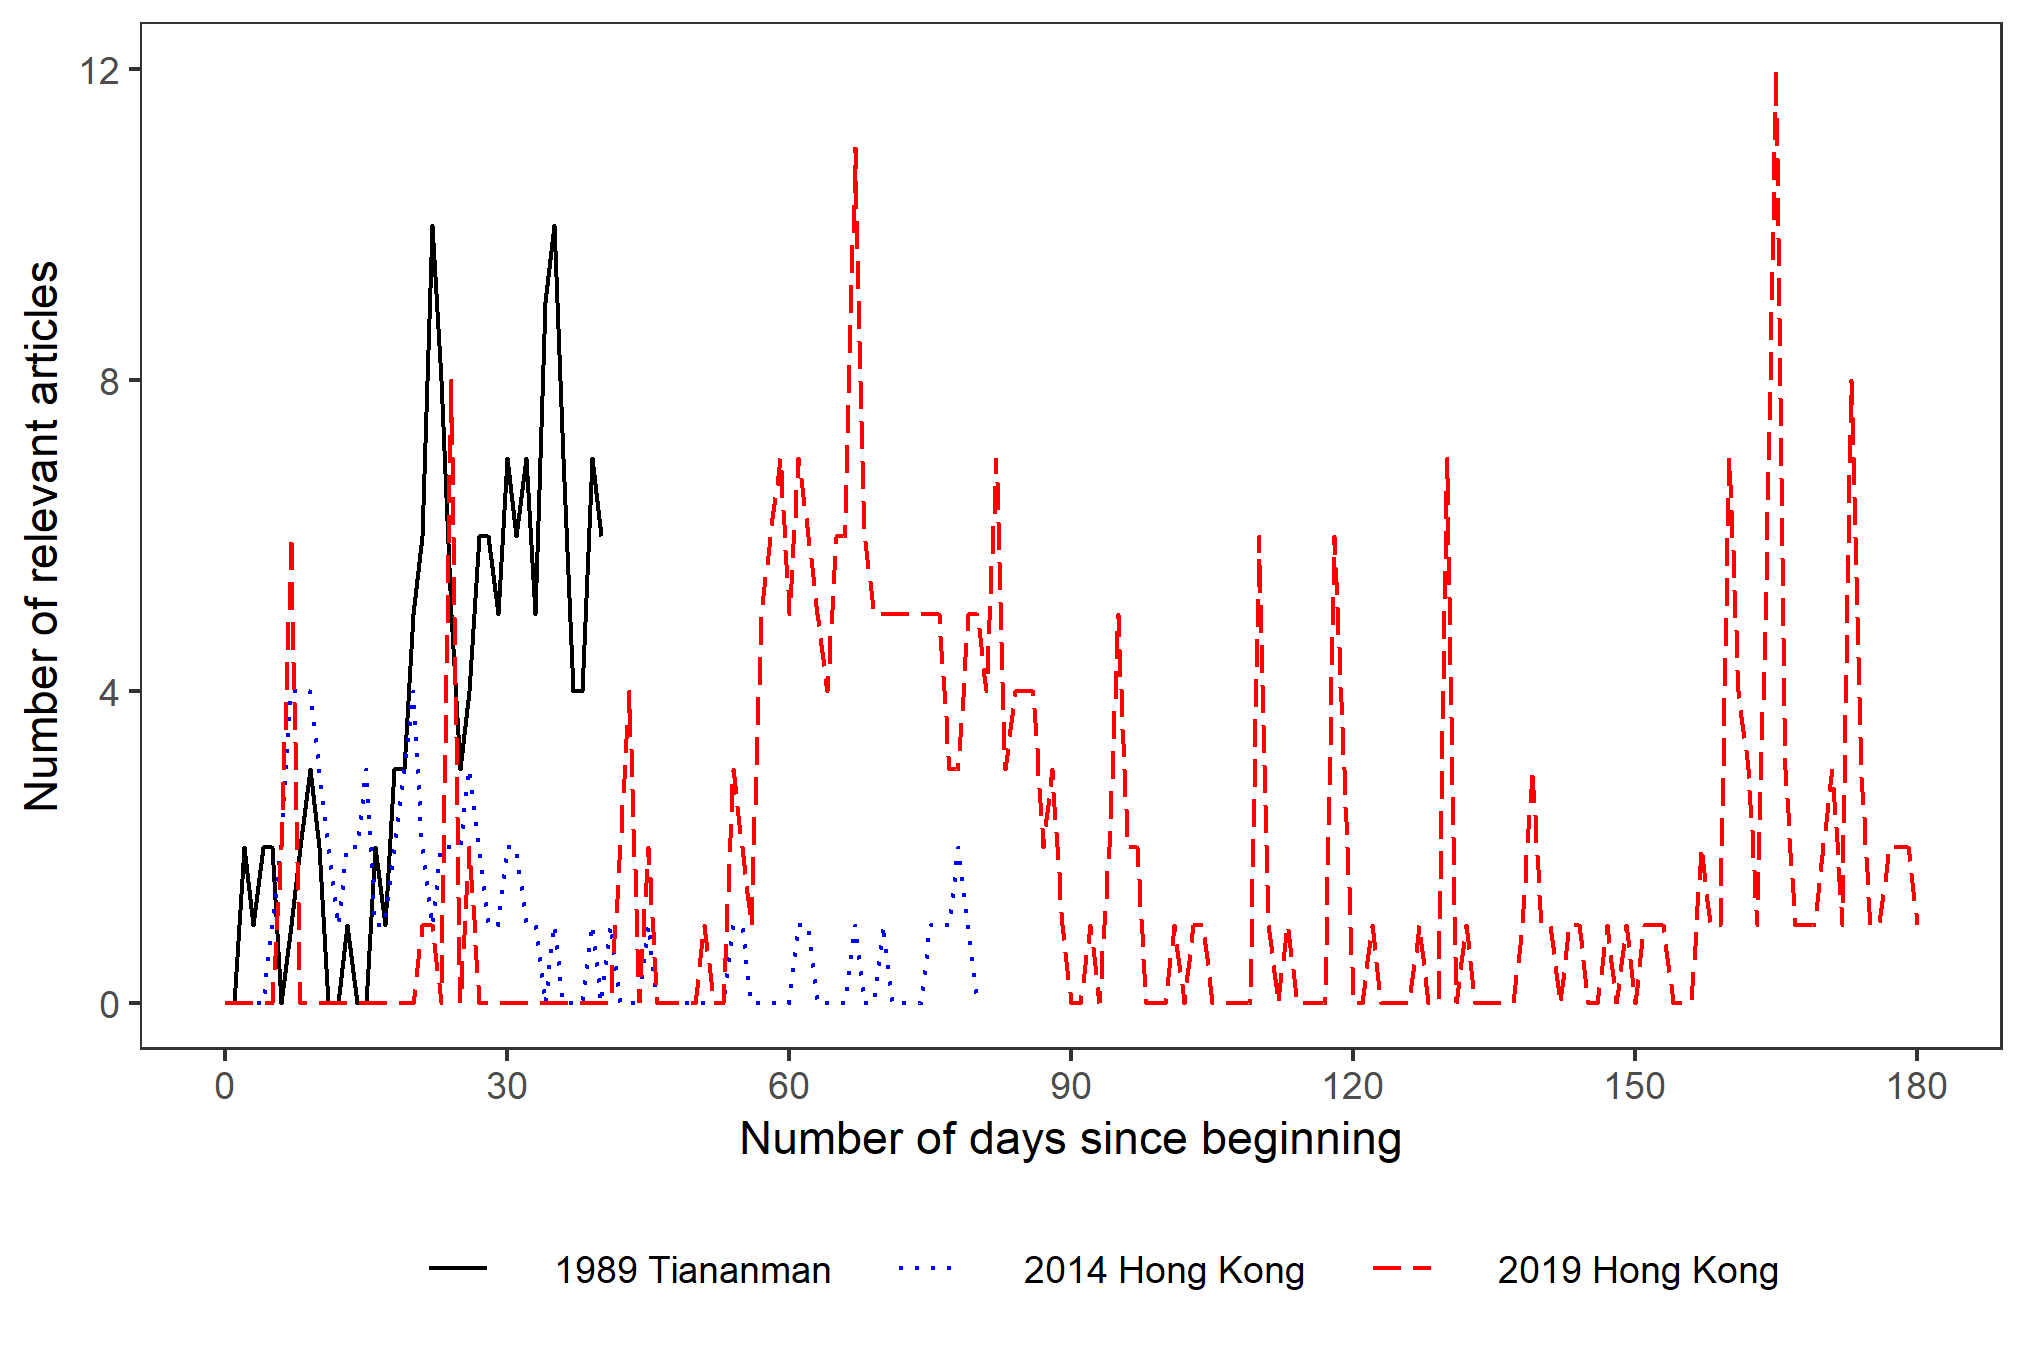 Number of relevant articles
12
8
4
0
0 30 60 90 120 150 180
Number of days since beginning
1989 Tiananman 2014 Hong Kong 2019 Hong Kong